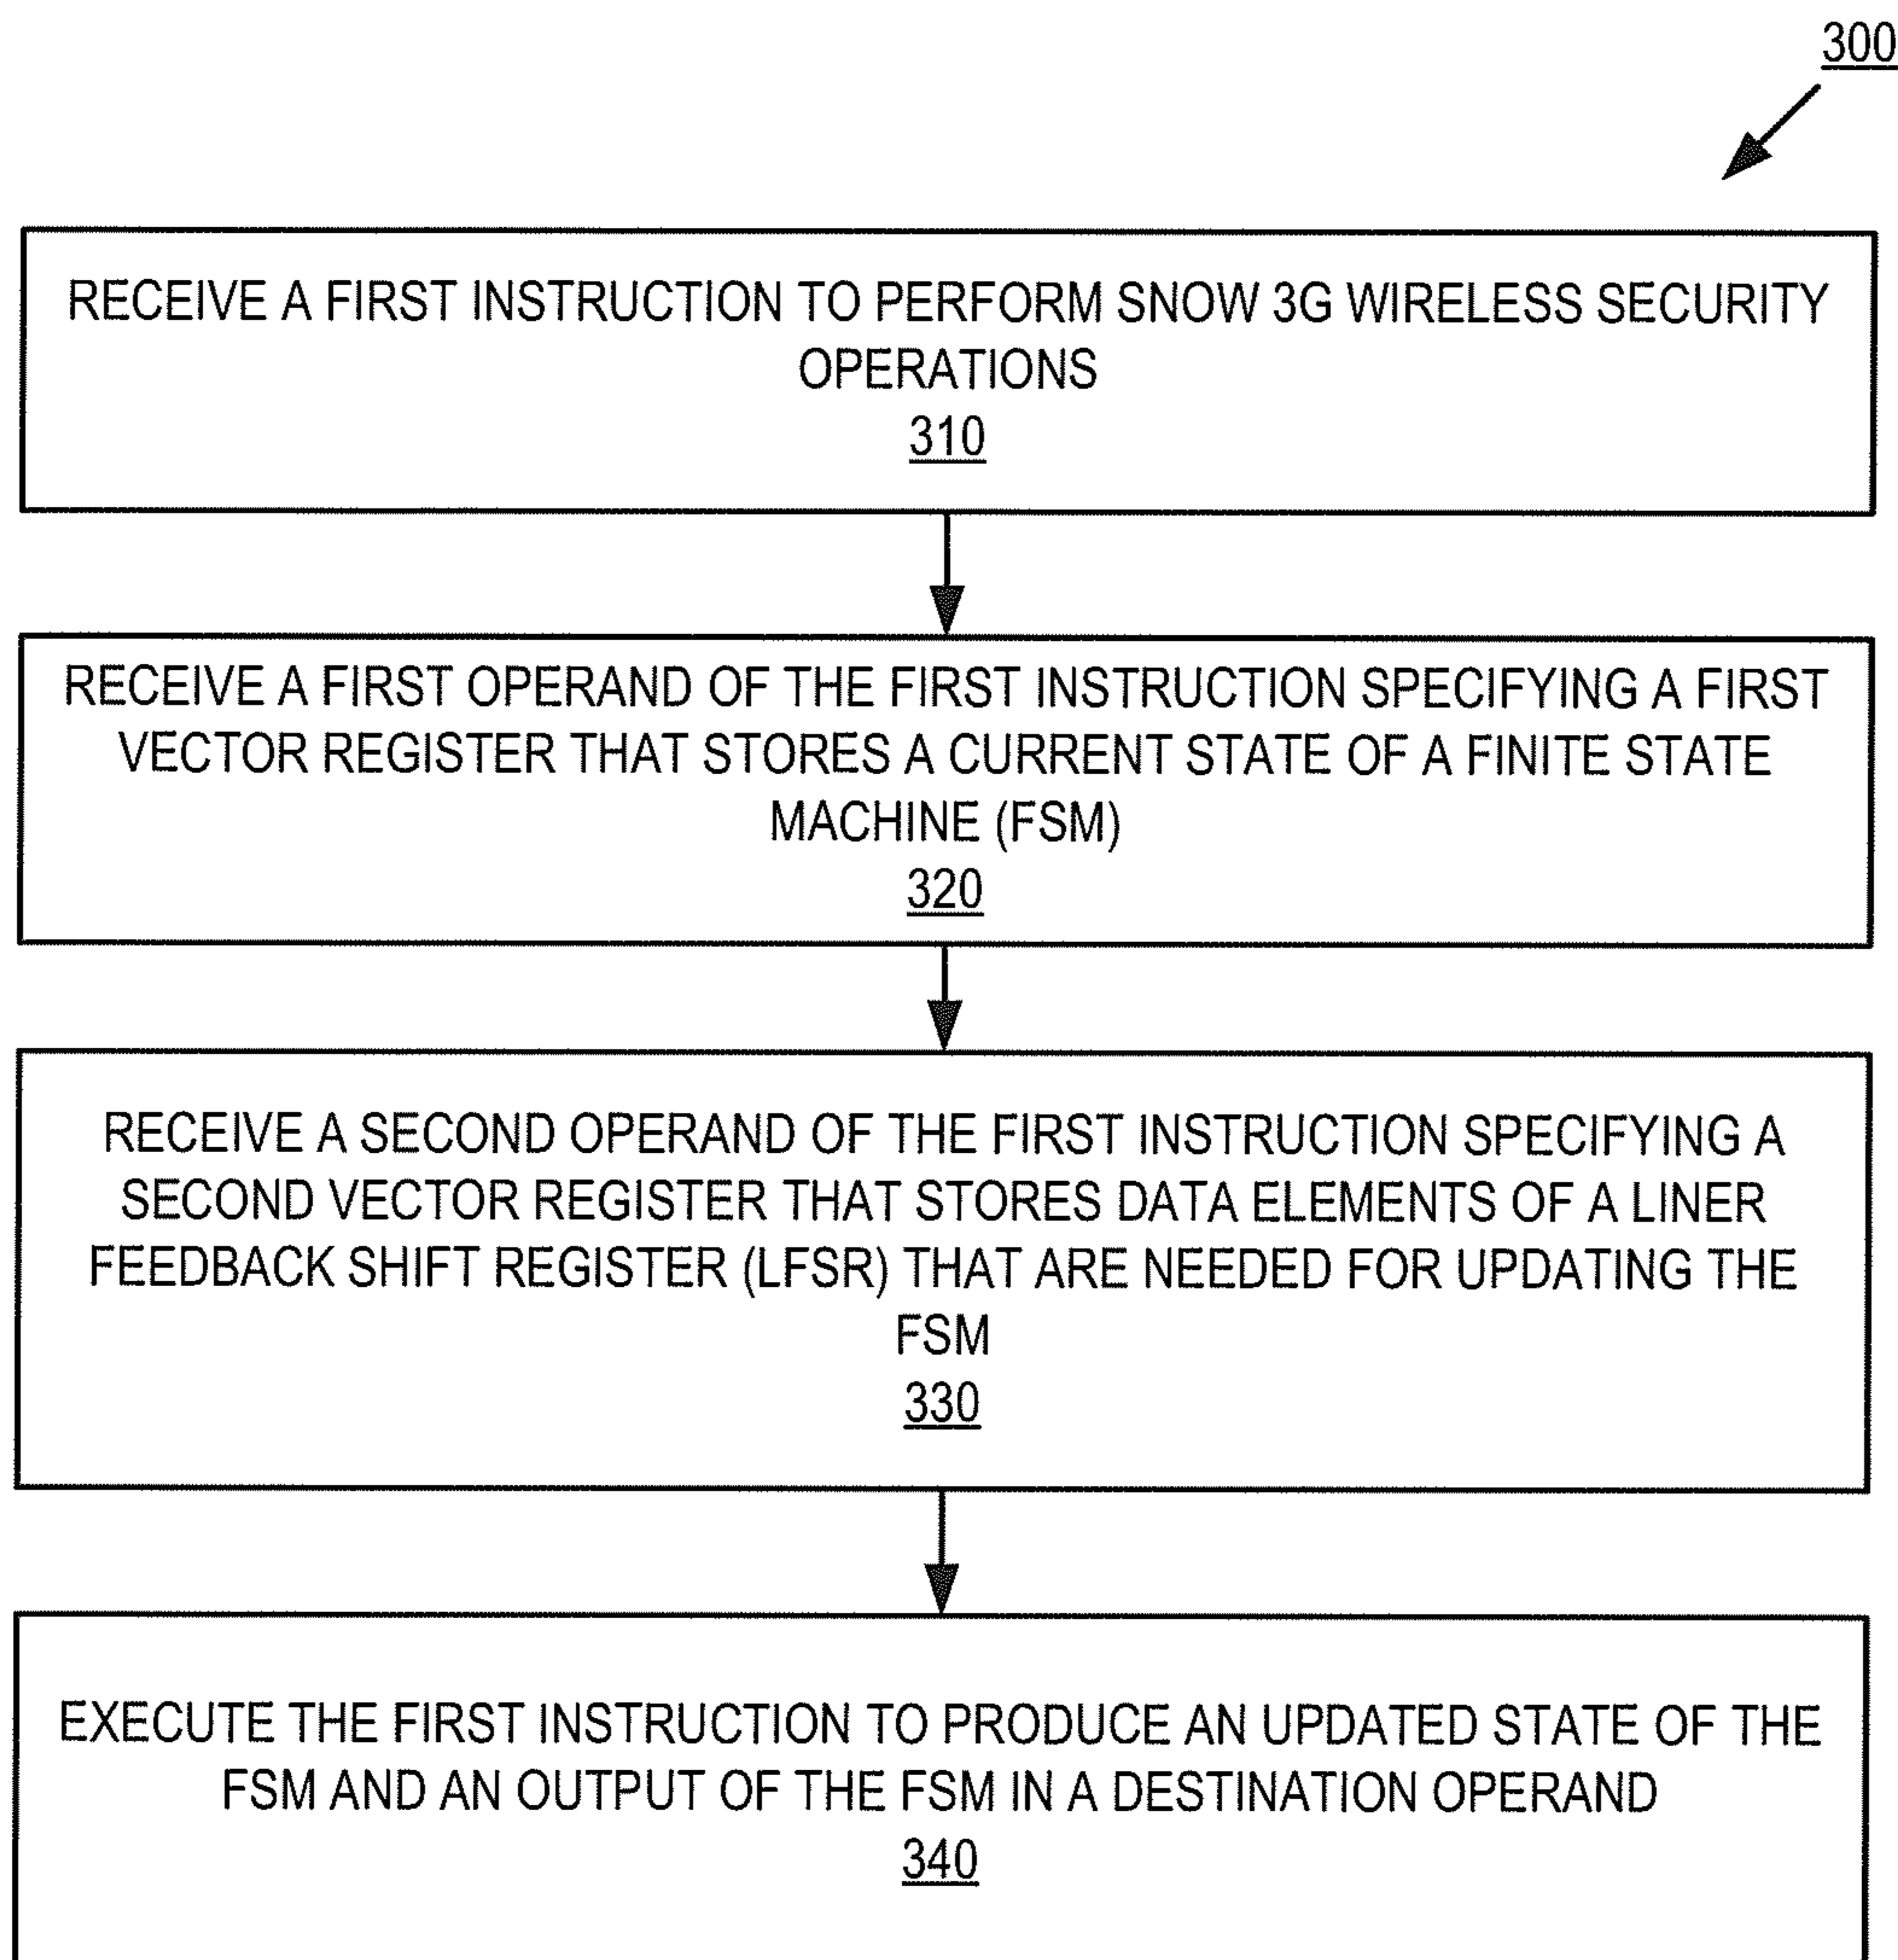 300
RECEIVE A FIRST INSTRUCTION TO PERFORM SNOW 3G WIRELESS SECURITY
OPERATIONS
310
RECEIVE A FIRST OPERAND OF THE FIRST INSTRUCTION SPECIFYING A FIRST
VECTOR REGISTER THAT STORES A CURRENT STATE OF A FINITE STATE
MACHINE (FSM)
320
RECEIVE A SECOND OPERAND OF THE FIRST INSTRUCTION SPECIFYING A
SECOND VECTOR REGISTER THAT STORES DATA ELEMENTS OF A LINER
FEEDBACK SHIFT REGISTER (LFSR) THAT ARE NEEDED FOR UPDATING THE
FSM
330
EXECUTE THE FIRST INSTRUCTION TO PRODUCE AN UPDATED STATE OF THE
FSM AND AN OUTPUT OF THE FSM IN A DESTINATION OPERAND
340